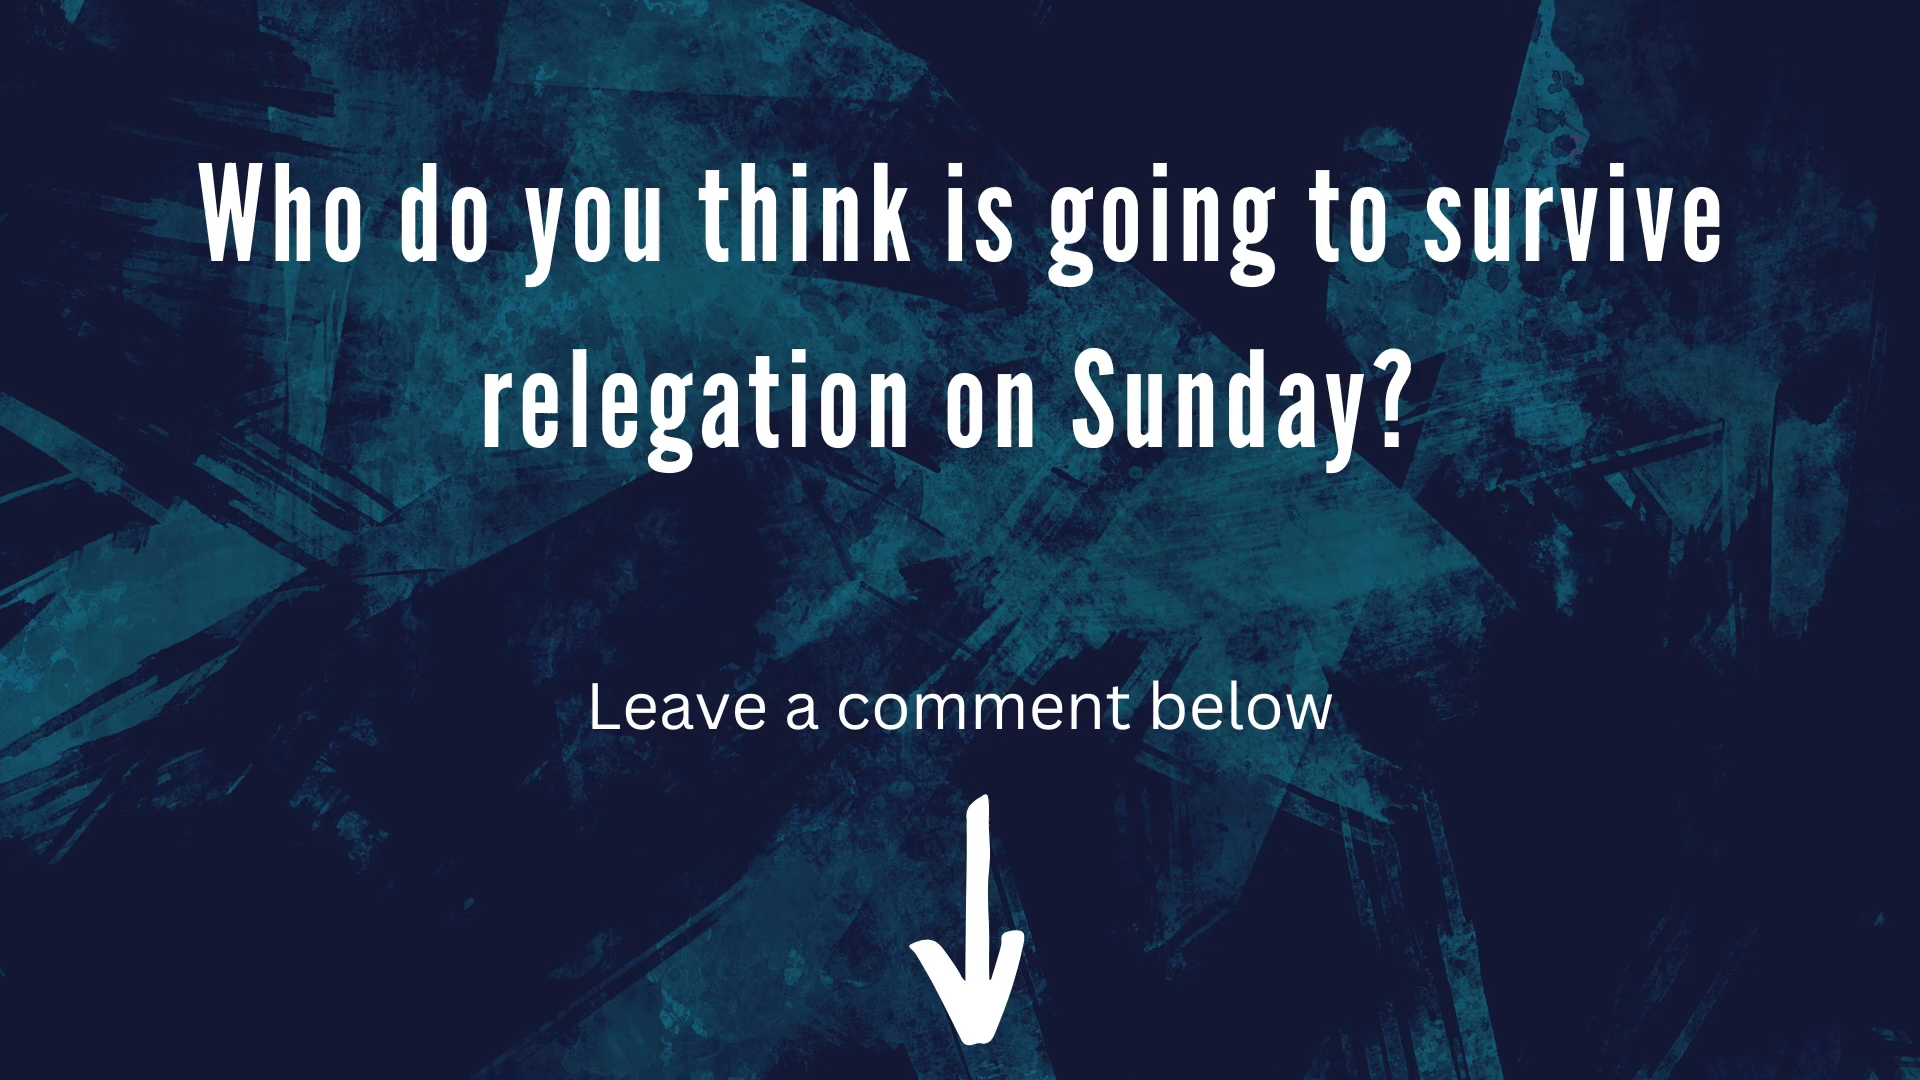 Who do you think is going to survive
relegation on Sunday?
Leave a comment below